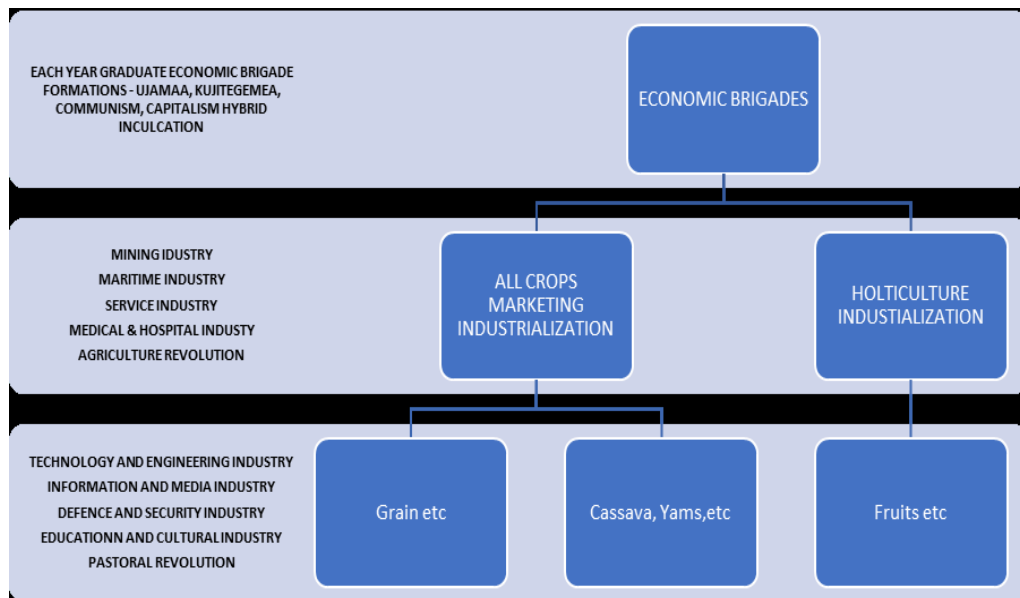 EACH YEAR GRADUATE ECONOMIC BRIGADE
FORMATIONS - UJAMAA, KUJITEGEMEA,
COMMUNISM, CAPITALISM HYBRID
INCULCATION
ECONOMIC BRIGADES
MINING IDUSTRY
MARITIME INDUSTRY
SERVICE INDUSTRY
MEDICAL & HOSPITAL INDUSTY
AGRICULTURE REVOLUTION
ALL CROPS
MARKETING
INDUSTRIALIZATION
HOLTICULTURE
INDUSTIALIZATION
TECHNOLOGY AND ENGINEERING INDUSTRY
INFORMATION AND MEDIA INDUSTRY
DEFENCE AND SECURITY INDUSTRY
EDUCATIONN AND CULTURAL INDUSTRY
PASTORAL REVOLUTION
Grain etc
Cassava, Yams,etc
Fruits etc